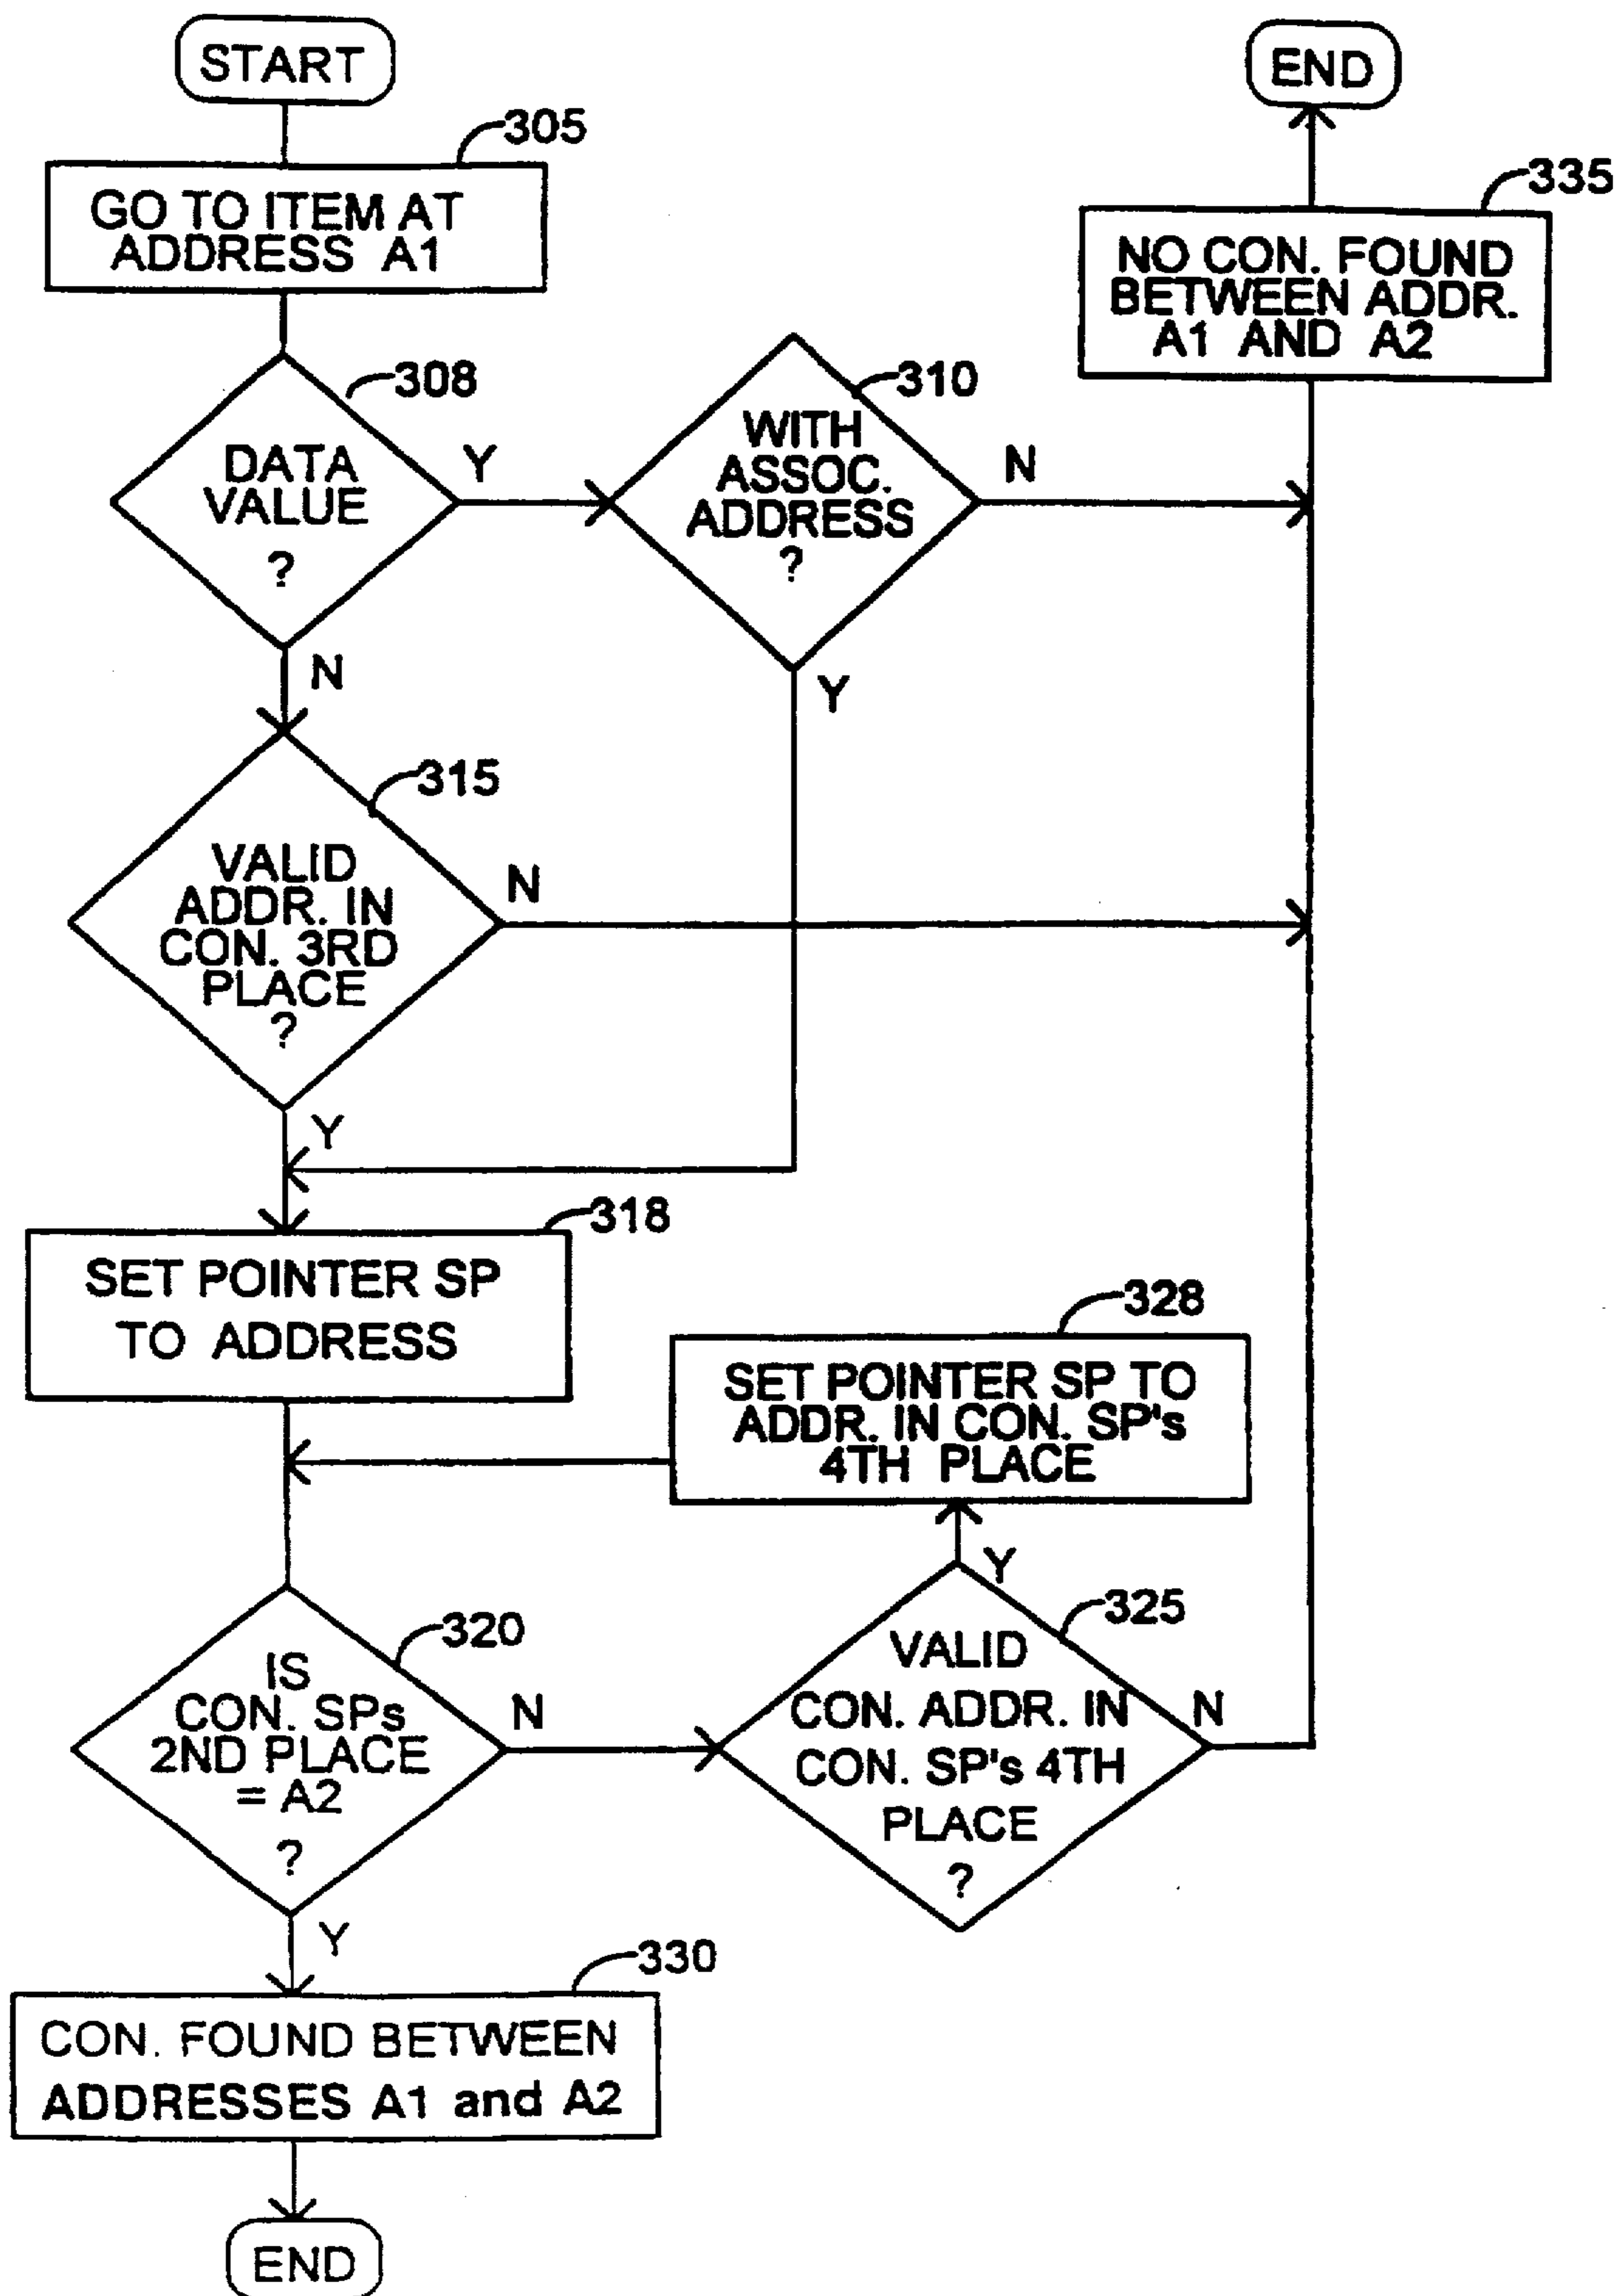 START
305
GO TO ITEM AT
ADDRESS A1
308
DATA
VALUE
?
Y
N
310
WITH
ASSOC.
ADDRESS
?
N
Y
END
335
NO CON. FOUND
BETWEEN ADDR.
A1 AND A2
315
VALID
ADDR. IN
CON. 3RD
PLACE
?
N
Y
318
SET POINTER SP
TO ADDRESS
328
SET POINTER SP TO
ADDR. IN CON. SP's
4TH PLACE
Y
325
VALID
CON. ADDR. IN
CON. SP's 4TH
PLACE
?
N
320
IS
CON. SPs
2ND PLACE
= A2
?
N
Y
330
CON. FOUND BETWEEN
ADDRESSES A1 and A2
END